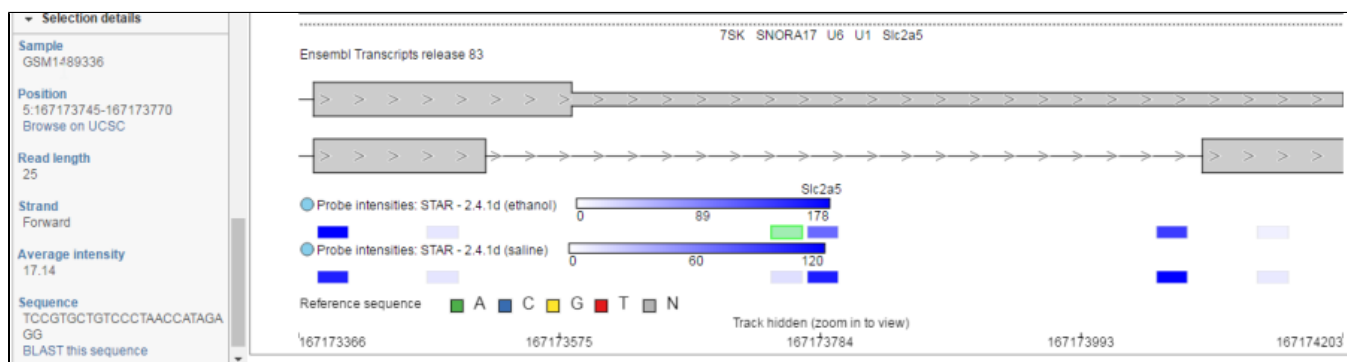 Selection details
Sample
GSM1489336
Position
5:167173745-167173770
Browse on UCSC
Read length
25
Strand
Forward
Average intensity
17.14
Sequence
TCCGTGCTGTCCCTAACCATAGA
GG
BLAST this sequence
7SK SNORA17 U6 U1 Slc2a5
Ensembl Transcripts release 83
Slc2a5
Probe intensities: STAR - 2.4.1d (ethanol)
0 89 178
Probe intensities: STAR - 2.4.1d (saline)
0 60 120
Reference sequence A C G T N
Track hidden (zoom in to view)
167173366 167173575 167173784 167173993 167174203